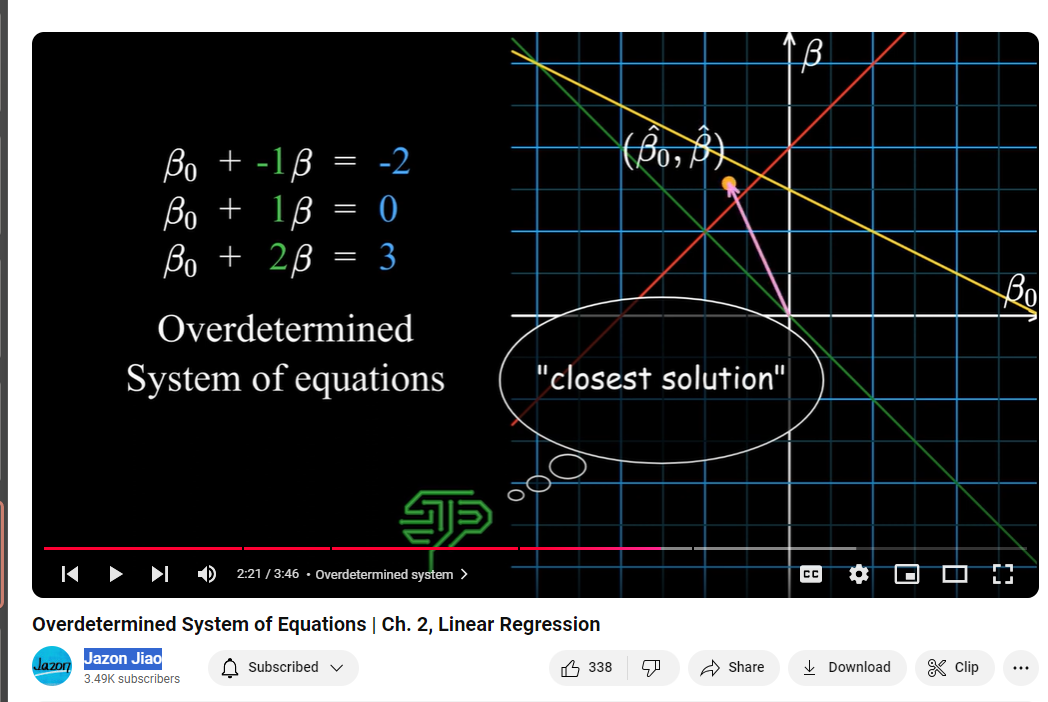 β
(β̂₀, β̂)
β₀ + -1β = -2
β₀ + 1β = 0
β₀ + 2β = 3
β₀
Overdetermined
System of equations
"closest solution"
2:21 / 3:46 • Overdetermined system >
CC
Overdetermined System of Equations | Ch. 2, Linear Regression
Jazon
Jazon Jiao
3.49K subscribers
Subscribed
338
Share
Download
Clip
...